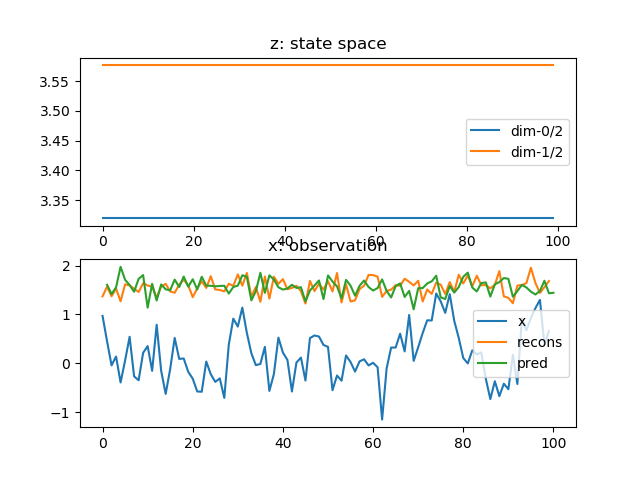 z: state space
3.55
3.50
3.45
3.40
3.35
dim-0/2
dim-1/2
0 20 40 60 80 100
x: observation
2
1
0
−1
x
recons
pred
0 20 40 60 80 100